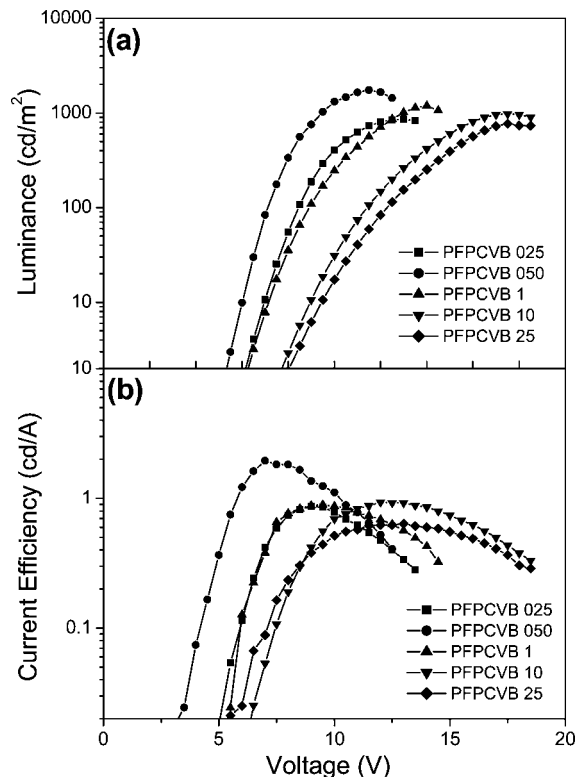 (a)
Luminance (cd/m²)
10000
1000
100
10
10
PFPCVB 025
PFPCVB 050
PFPCVB 1
PFPCVB 10
PFPCVB 25
(b)
Current Efficiency (cd/A)
1
0.1
PFPCVB 025
PFPCVB 050
PFPCVB 1
PFPCVB 10
PFPCVB 25
0 5 10 15 20
Voltage (V)